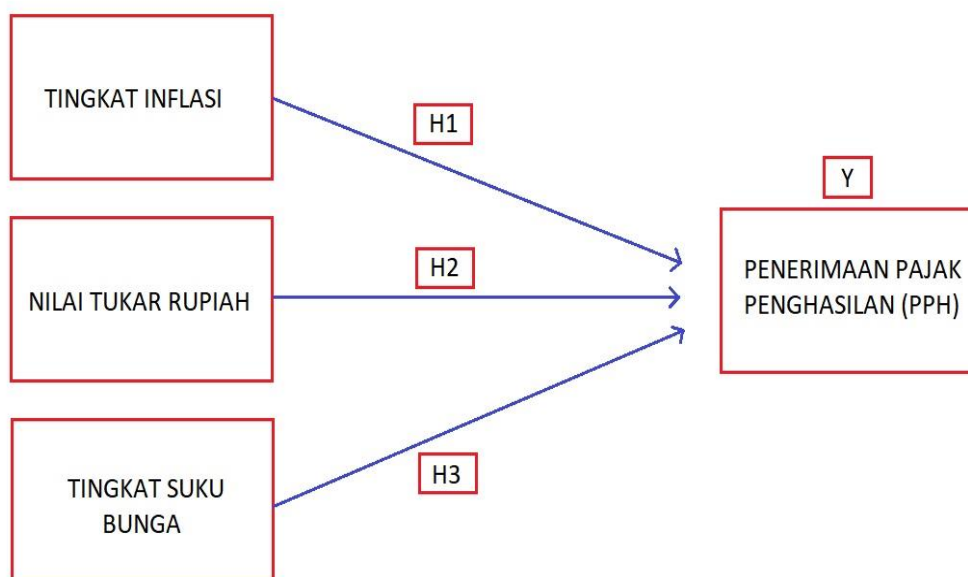 TINGKAT INFLASI
H1
Y
NILAI TUKAR RUPIAH
H2
PENERIMAAN PAJAK
PENGHASILAN (PPH)
H3
TINGKAT SUKU
BUNGA